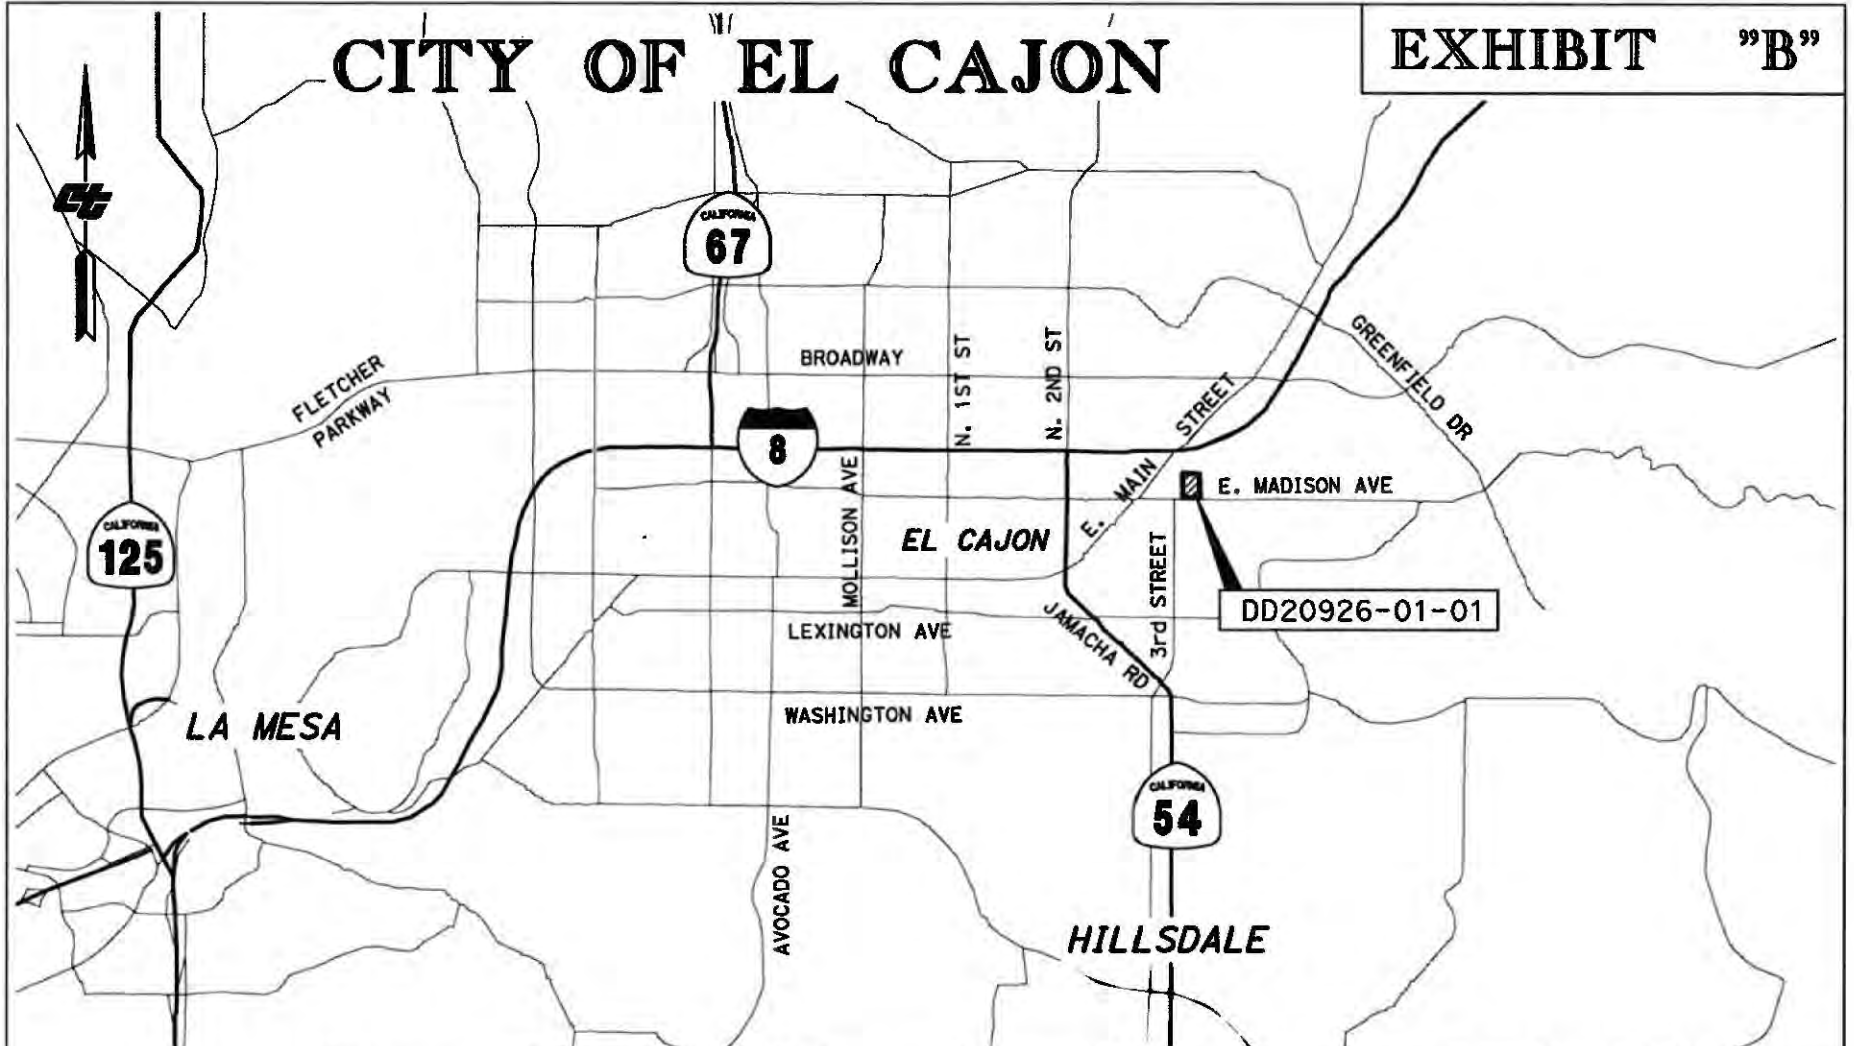 CITY OF EL CAJON
EXHIBIT "B"
CALIFORNIA
67
FLETCHER
PARKWAY
BROADWAY
N. 1ST ST
N. 2ND ST
STREET
GREENFIELD DR
8
E. MAIN
E. MADISON AVE
CALIFORNIA
125
MOLLISON AVE
EL CAJON
3rd STREET
DD20926-01-01
LEXINGTON AVE
JAMACHA RD
LA MESA
WASHINGTON AVE
CALIFORNIA
54
AVOCADO AVE
HILLSDALE